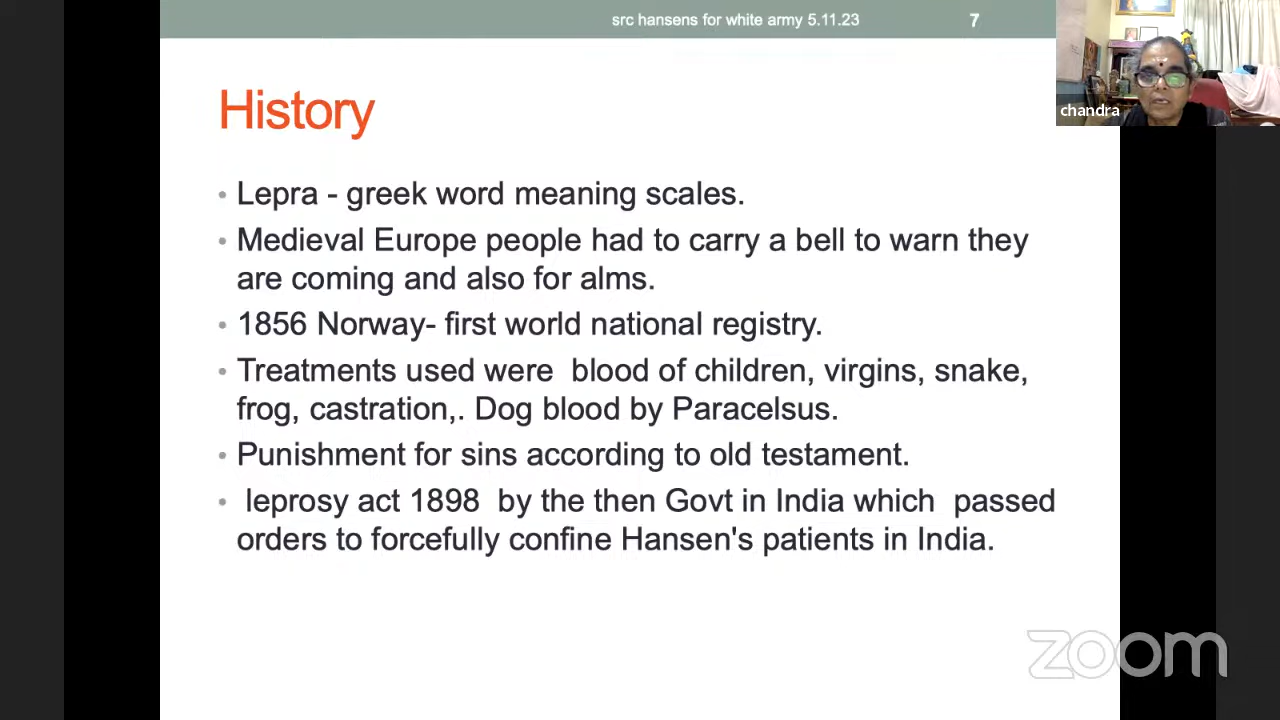 src hansens for white army 5.11.23 7
chandra
History
• Lepra - greek word meaning scales.
• Medieval Europe people had to carry a bell to warn they
are coming and also for alms.
• 1856 Norway- first world national registry.
• Treatments used were  blood of children, virgins, snake,
frog, castration,. Dog blood by Paracelsus.
• Punishment for sins according to old testament.
•  leprosy act 1898  by the then Govt in India which  passed
orders to forcefully confine Hansen's patients in India.
zoom